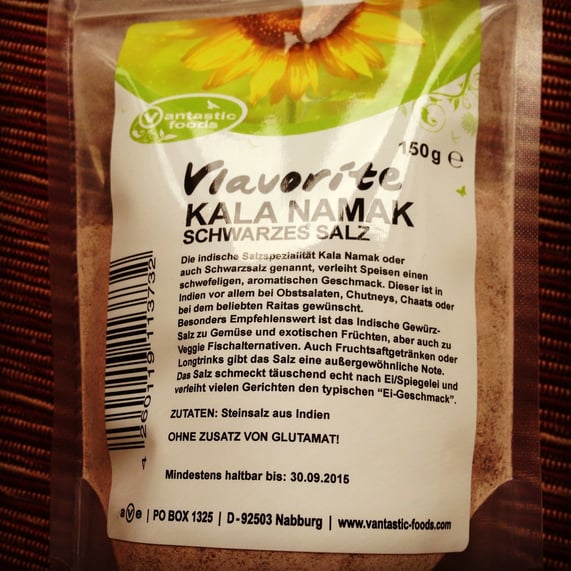 Vantastic
foods
150g ℮
Vlavorite
KALA NAMAK
SCHWARZES SALZ
Die indische Salzspezialität Kala Namak oder
auch Schwarzsalz genannt, verleiht Speisen einen
schwefeligen, aromatischen Geschmack. Dieser ist in
Indien vor allem bei Obstsalaten, Chutneys, Chaats oder
bei dem beliebten Raitas gewünscht.
Besonders Empfehlenswert ist das Indische Gewürz-
Salz zu Gemüse und exotischen Früchten, aber auch zu
Veggie Fischalternativen. Auch Fruchtsaftgetränken oder
Longtrinks gibt das Salz eine außergewöhnliche Note.
Das Salz schmeckt täuschend echt nach Ei/Spiegelei und
verleiht vielen Gerichten den typischen "Ei-Geschmack".
ZUTATEN: Steinsalz aus Indien
OHNE ZUSATZ VON GLUTAMAT!
Mindestens haltbar bis: 30.09.2015
ave | PO BOX 1325 | D-92503 Nabburg | www.vantastic-foods.com
4 260119 113732